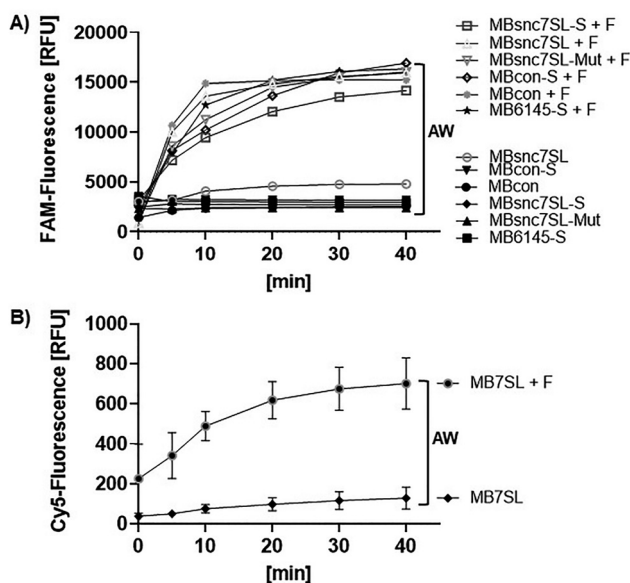 A)
FAM-Fluorescence [RFU]
20000
15000
10000
5000
0
0 10 20 30 40
[min]
AW
MBsnc7SL-S + F
MBsnc7SL + F
MBsnc7SL-Mut + F
MBcon-S + F
MBcon + F
MB6145-S + F
MBsnc7SL
MBcon-S
MBcon
MBsnc7SL-S
MBsnc7SL-Mut
MB6145-S
B)
Cy5-Fluorescence [RFU]
1000
800
600
400
200
0
0 10 20 30 40
[min]
AW
MB7SL + F
MB7SL